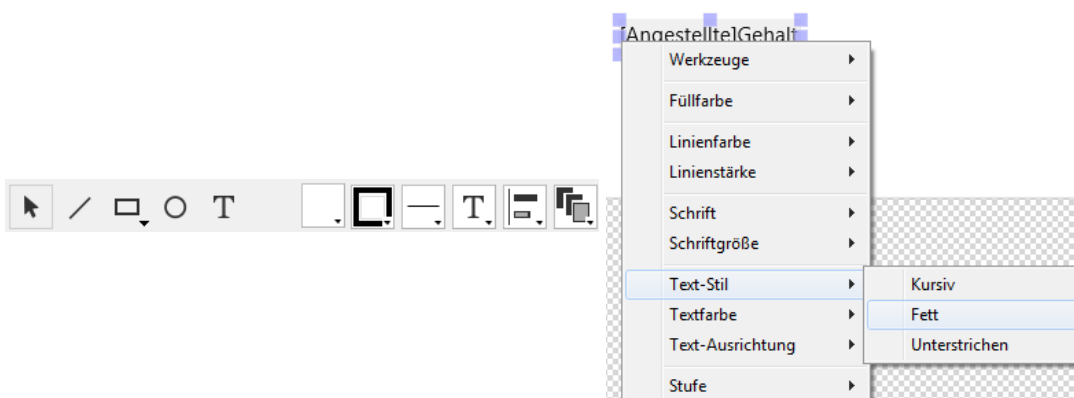 [Angestellte]Gehalt
Werkzeuge
Füllfarbe
Linienfarbe
Linienstärke
Schrift
Schriftgröße
Text-Stil
Kursiv
Textfarbe
Fett
Text-Ausrichtung
Unterstrichen
Stufe
T
T